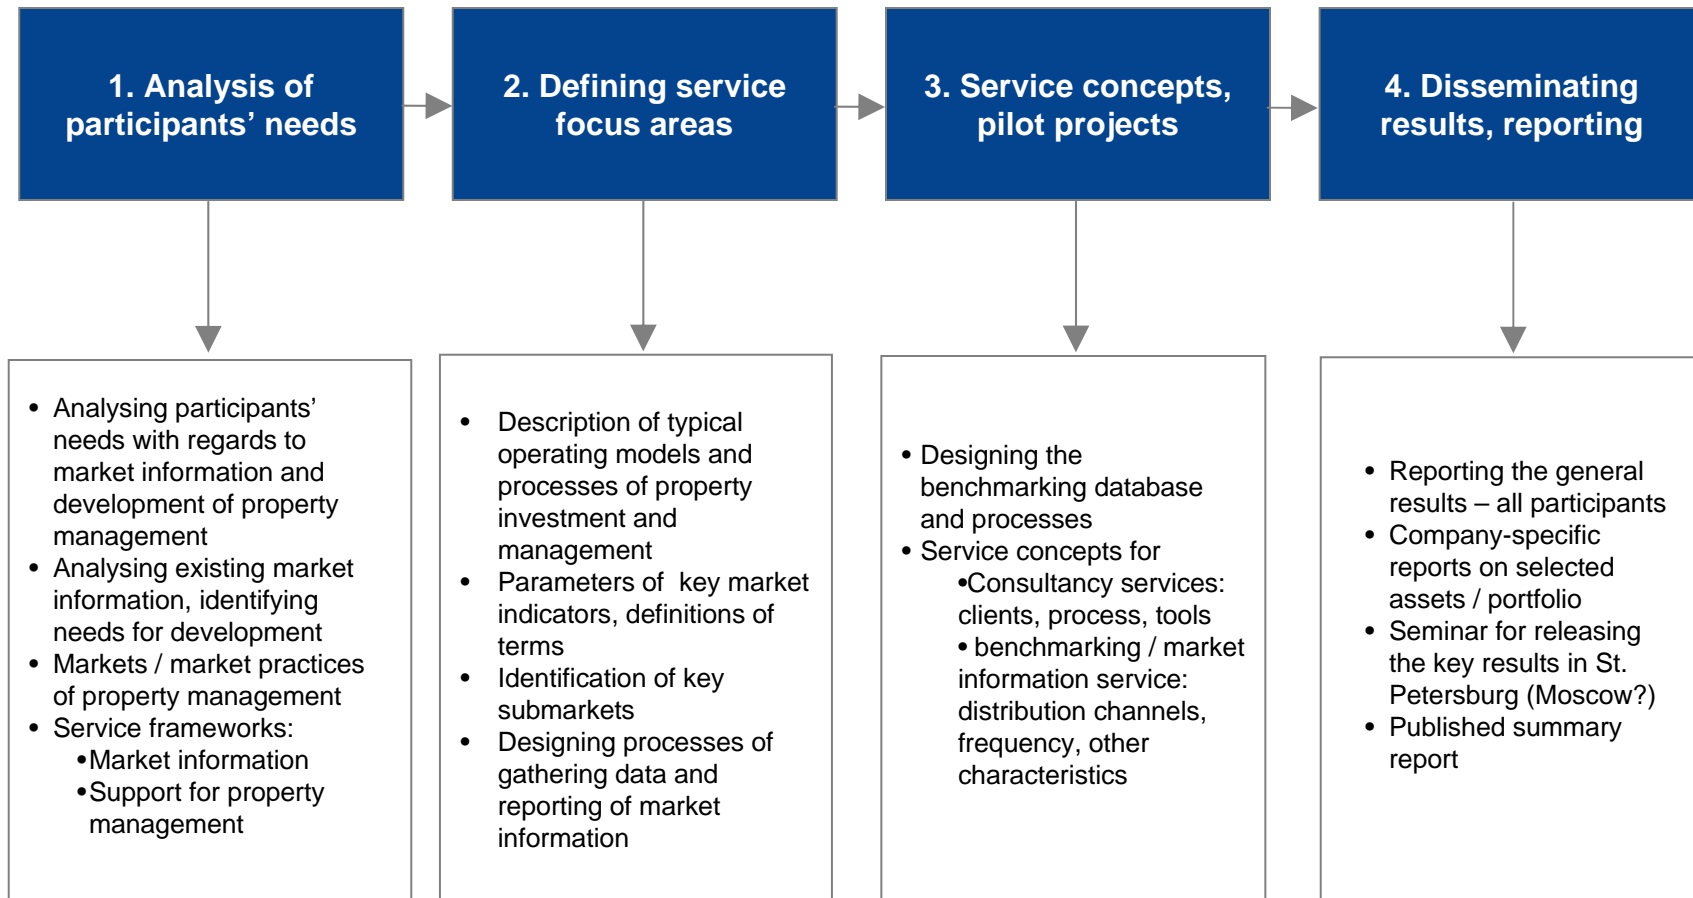 1. Analysis of
participants’ needs
2. Defining service
focus areas
3. Service concepts,
pilot projects
4. Disseminating
results, reporting
• Analysing participants’
needs with regards to
market information and
development of property
management
• Analysing existing market
information, identifying
needs for development
• Markets / market practices
of property management
• Service frameworks:
•Market information
•Support for property
management
• Description of typical
operating models and
processes of property
investment and
management
• Parameters of  key market
indicators, definitions of
terms
• Identification of key
submarkets
• Designing processes of
gathering data and
reporting of market
information
• Designing the
benchmarking database
and processes
• Service concepts for
•Consultancy services:
clients, process, tools
• benchmarking / market
information service:
distribution channels,
frequency, other
characteristics
• Reporting the general
results – all participants
• Company-specific
reports on selected
assets / portfolio
• Seminar for releasing
the key results in St.
Petersburg (Moscow?)
• Published summary
report